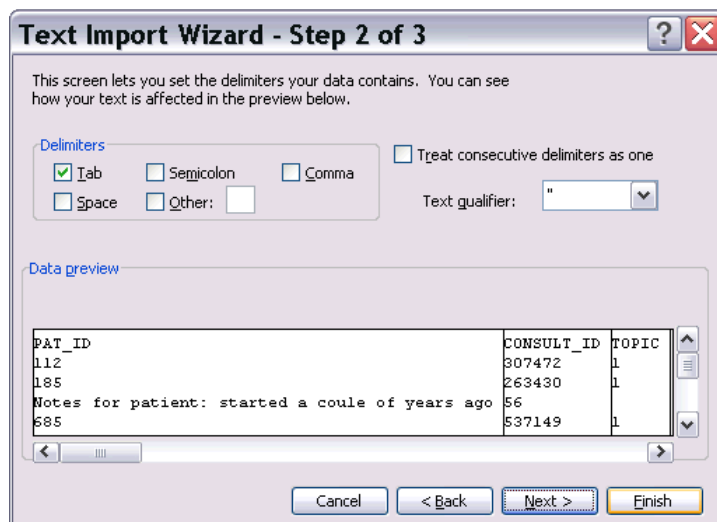 Text Import Wizard - Step 2 of 3
This screen lets you set the delimiters your data contains. You can see
how your text is affected in the preview below.
Delimiters
Tab Semicolon Comma
Space Other:
Treat consecutive delimiters as one
Text qualifier: "
Data preview
PAT_ID CONSULT_ID TOPIC
112 307472 1
185 263430 1
Notes for patient: started a coule of years ago 56
685 537149 1
Cancel < Back Next > Finish